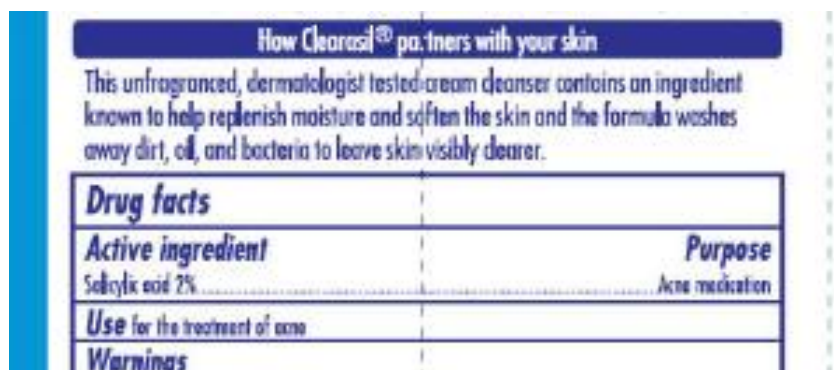 How Clearasil® partners with your skin
This unfragranced, dermatologist tested cream cleanser contains an ingredient
known to help replenish moisture and soften the skin and the formula washes
away dirt, oil, and bacteria to leave skin visibly clearer.
Drug facts
Active ingredient Purpose
Salicylic acid 2% Acne medication
Use for the treatment of acne
Warnings